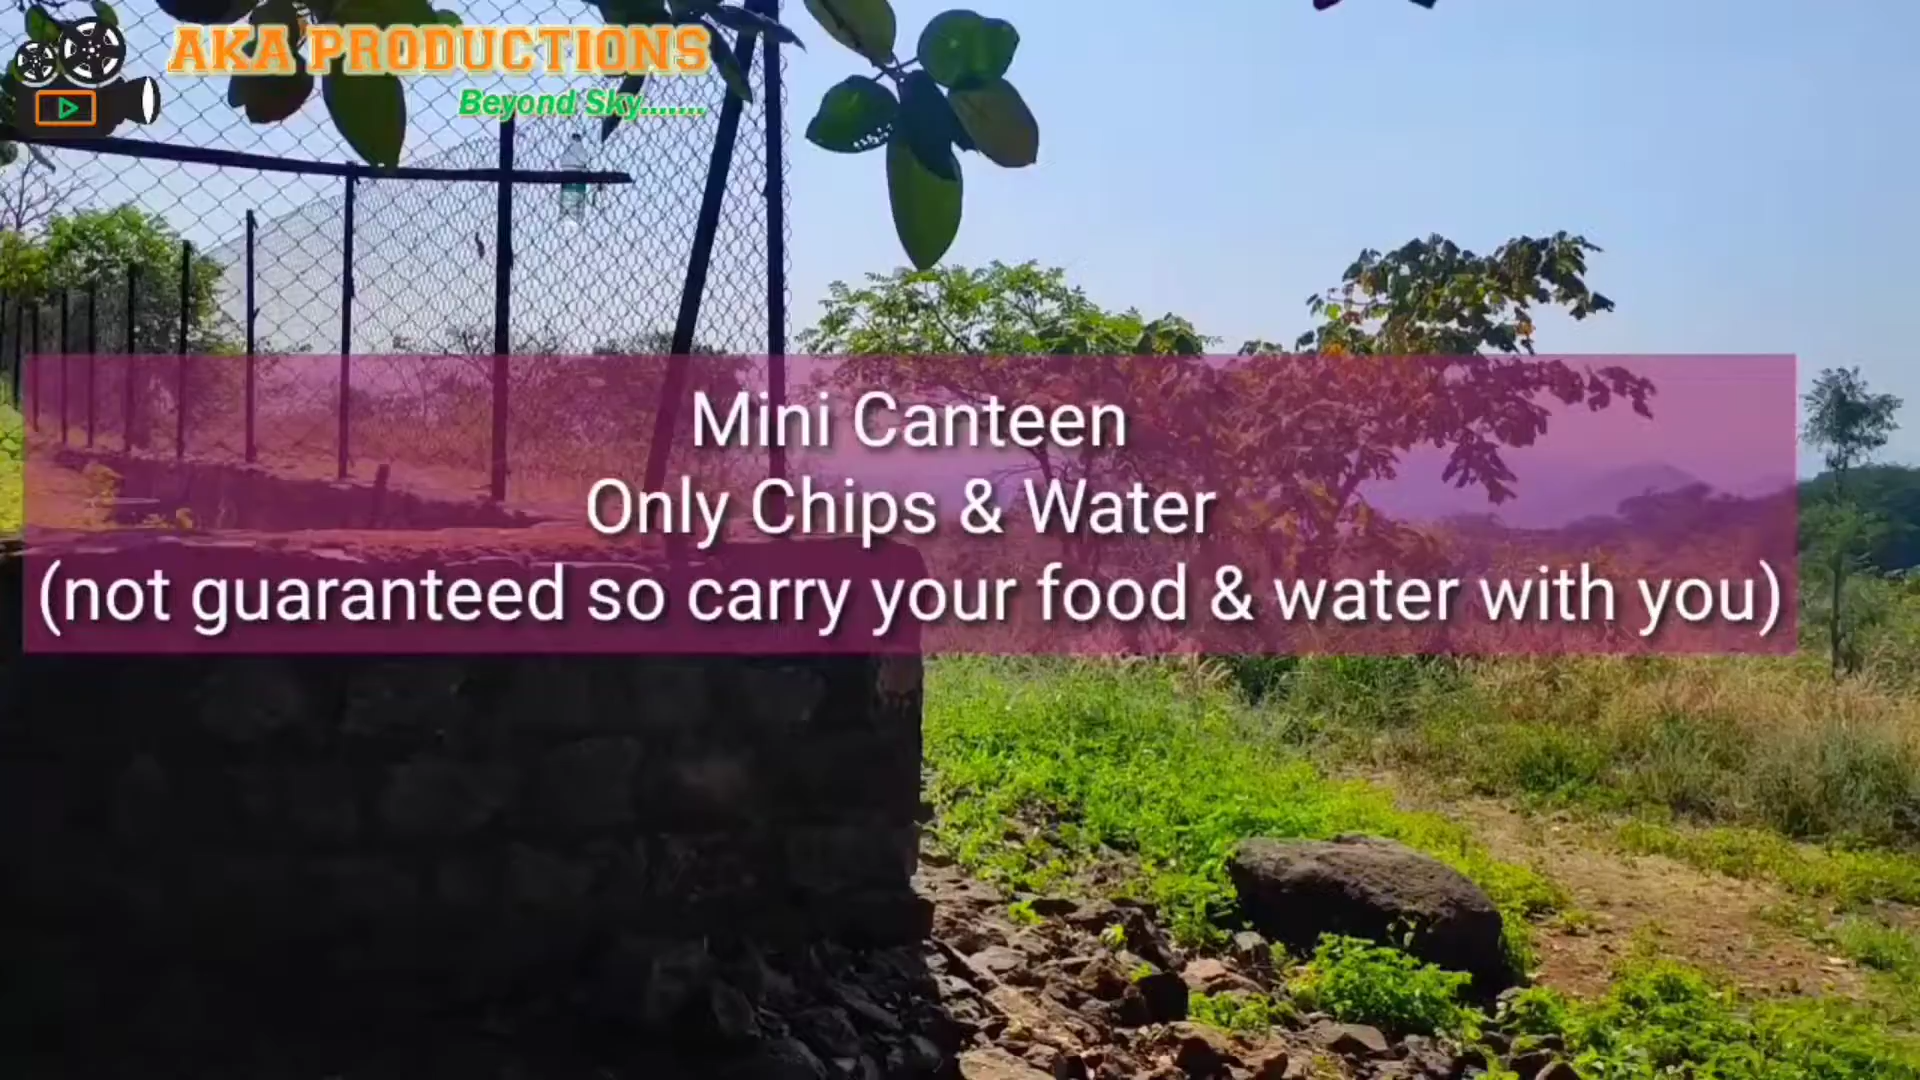 AKA PRODUCTIONS
Beyond Sky.......
Mini Canteen
Only Chips & Water
(not guaranteed so carry your food & water with you)